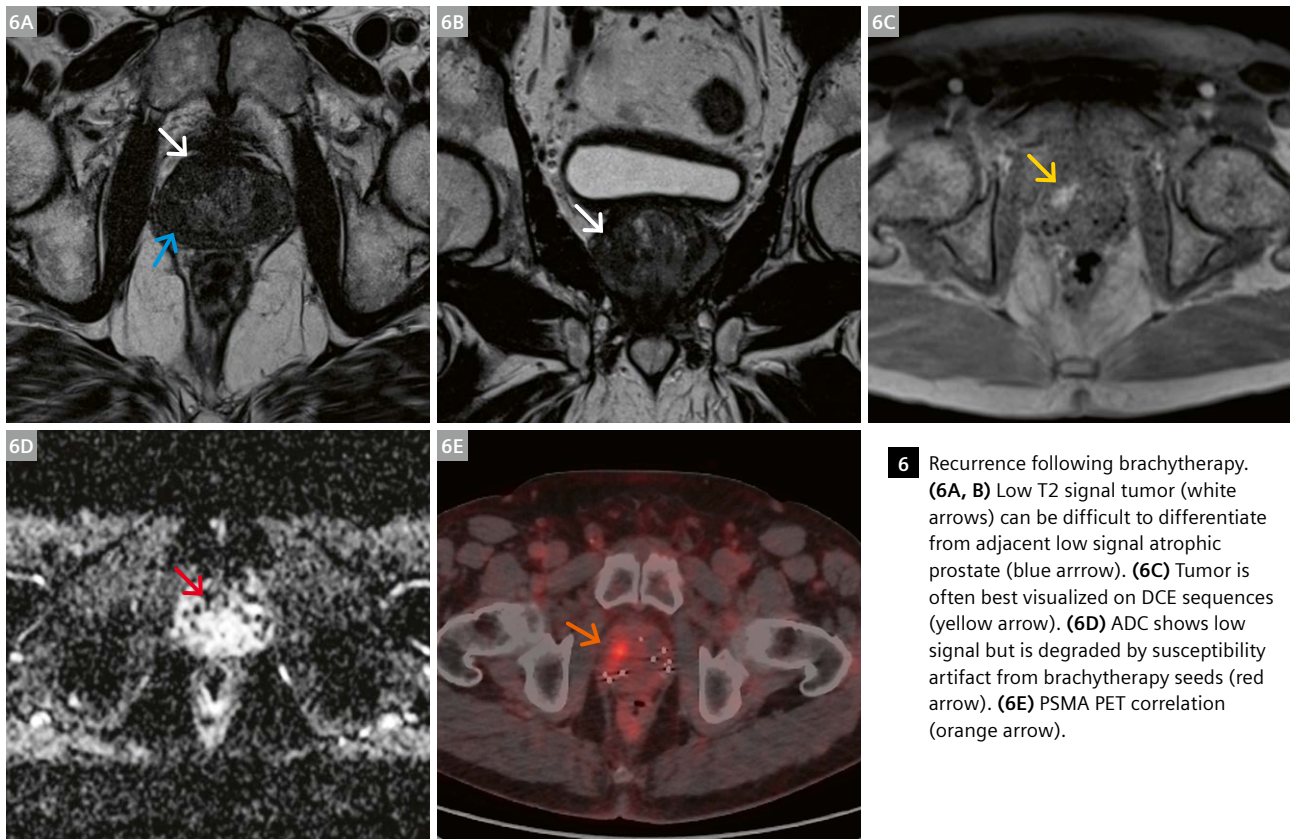 6A
6B
6C
6D
6E
6 Recurrence following brachytherapy.
(6A, B) Low T2 signal tumor (white
arrows) can be difficult to differentiate
from adjacent low signal atrophic
prostate (blue arrrow). (6C) Tumor is
often best visualized on DCE sequences
(yellow arrow). (6D) ADC shows low
signal but is degraded by susceptibility
artifact from brachytherapy seeds (red
arrow). (6E) PSMA PET correlation
(orange arrow).